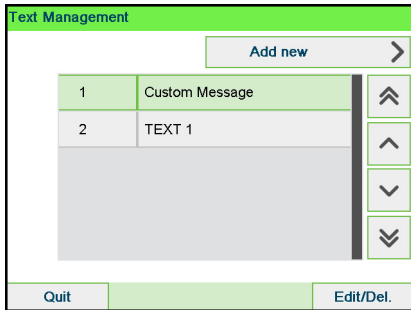 Text Management
Add new
1 Custom Message
2 TEXT 1
Quit Edit/Del.